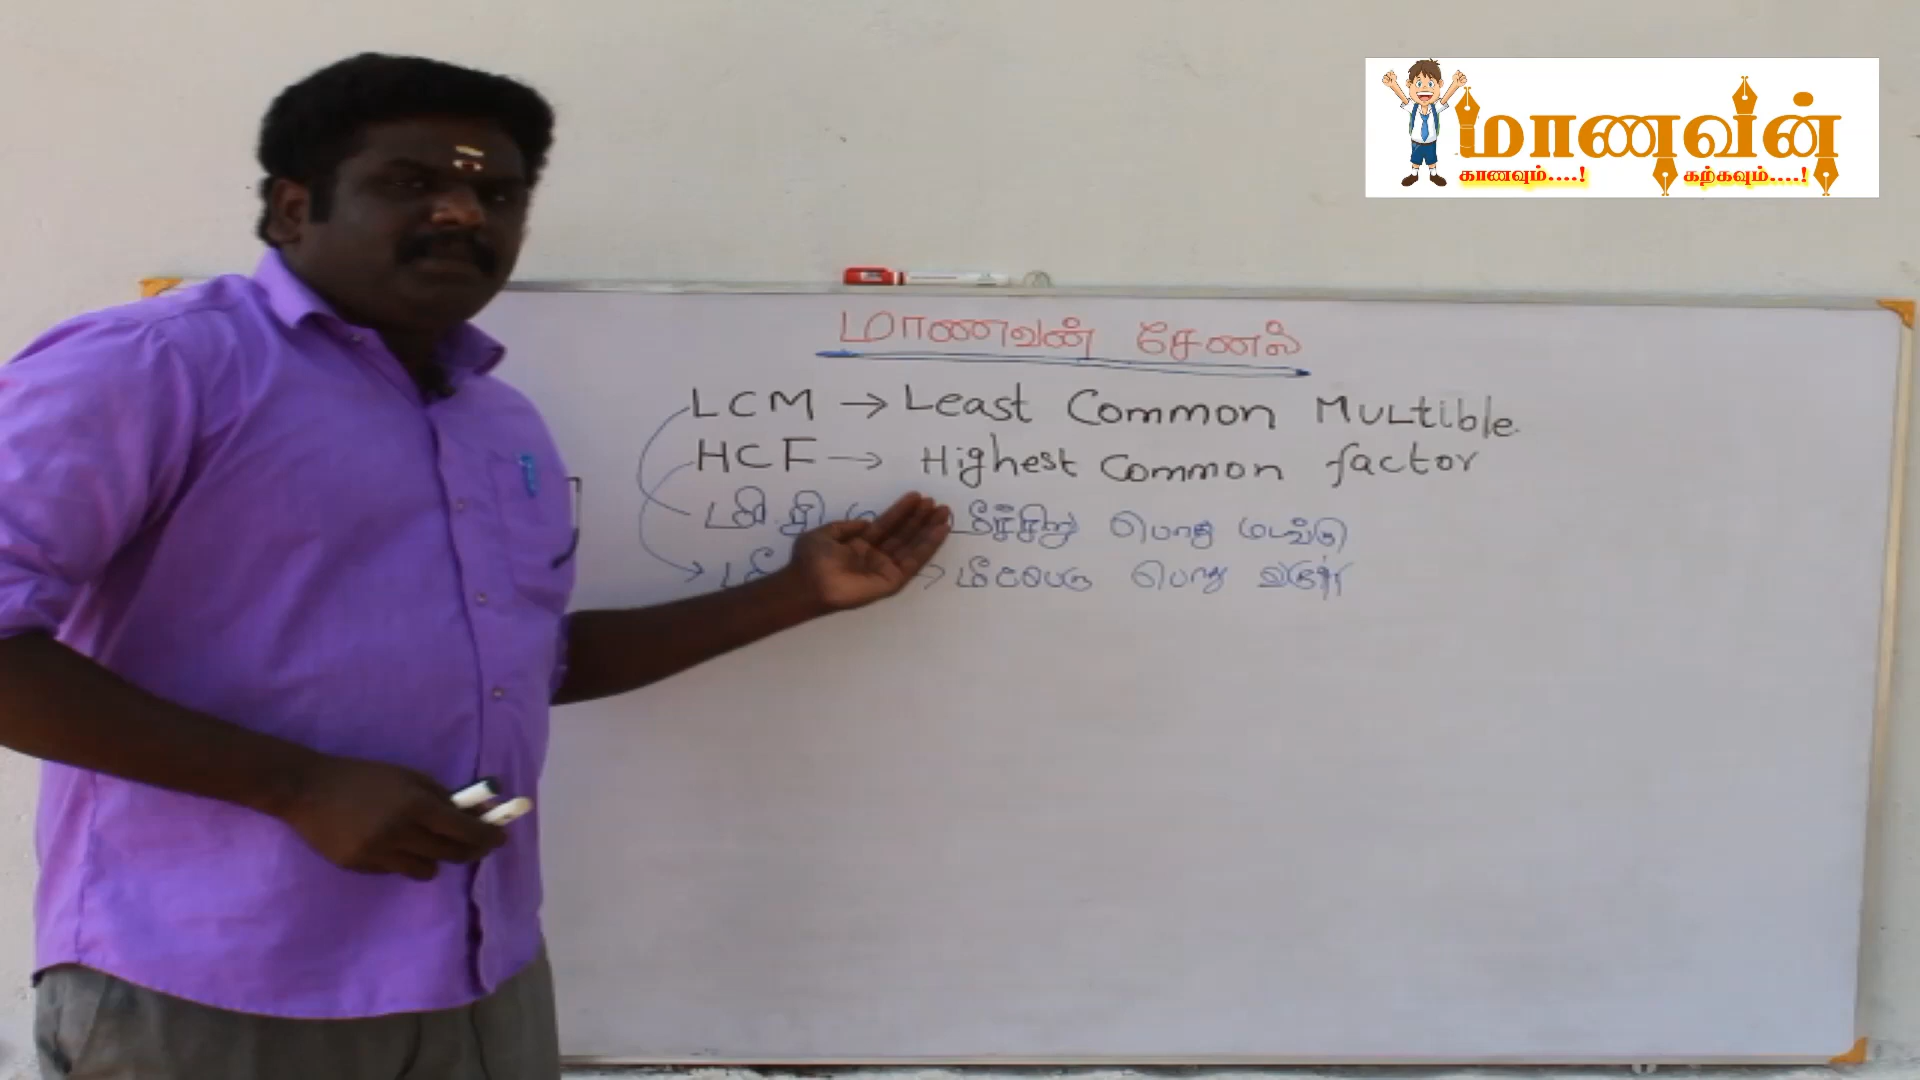 மாணவன்
காணவும்....! கற்கவும்....!
மாணவன் சேனல்
LCM → Least Common Multible
HCF → Highest Common factor
மீ.சி மீச்சிறு பொது மடங்கு
மீ → மீப்பெரு பொது வகுத்தி